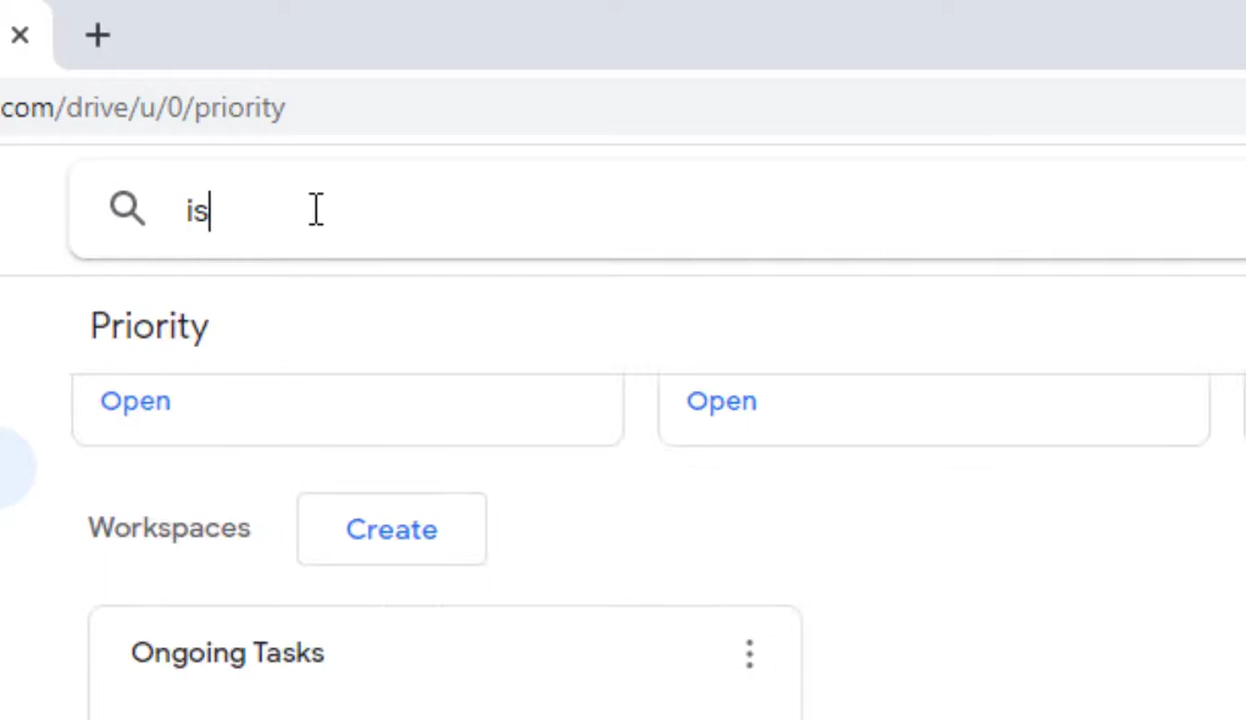 com/drive/u/0/priority
is
Priority
Open Open
Workspaces Create
Ongoing Tasks